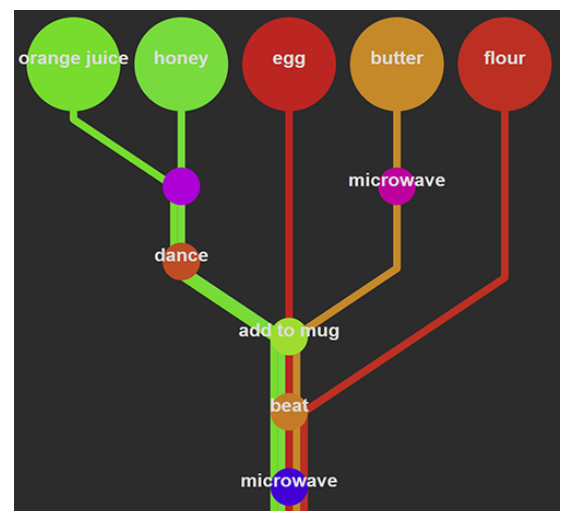 orange juice
honey
egg
butter
flour
microwave
dance
add to mug
beat
microwave